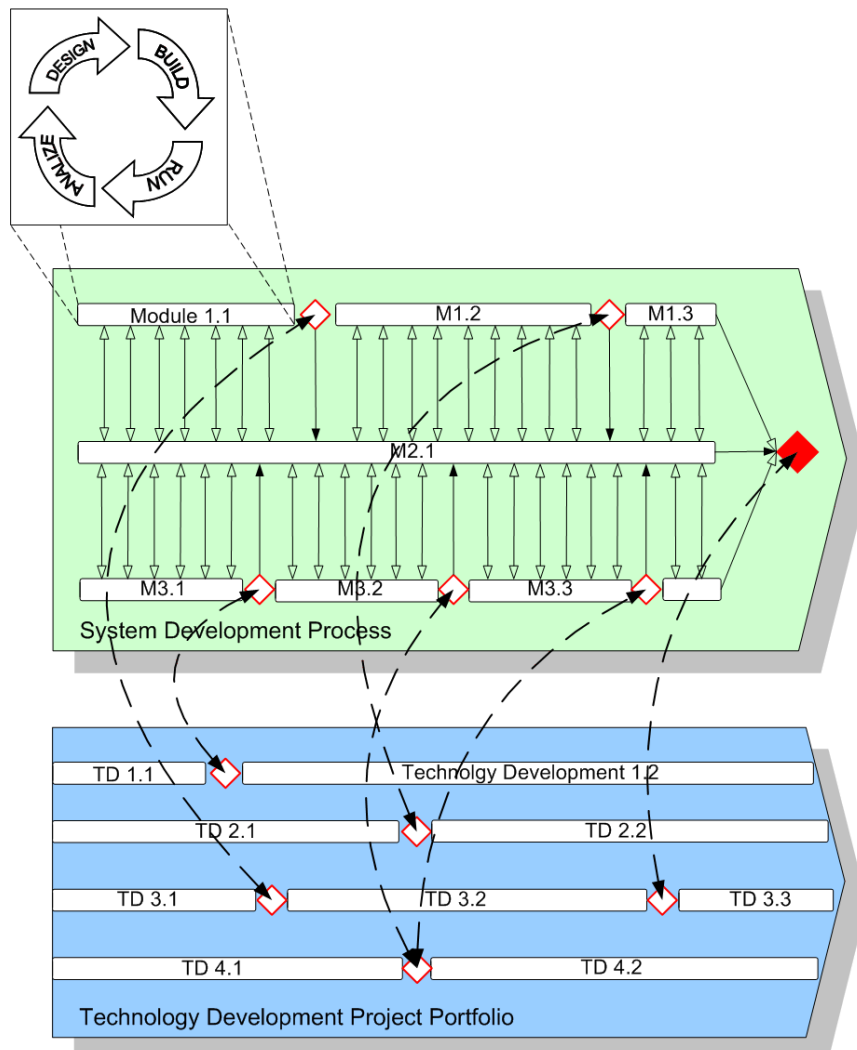 DESIGN
BUILD
RUN
ANALIZE
Module 1.1
M1.2
M1.3
M2.1
M3.1
M3.2
M3.3
System Development Process
TD 1.1
Technolgy Development 1.2
TD 2.1
TD 2.2
TD 3.1
TD 3.2
TD 3.3
TD 4.1
TD 4.2
Technology Development Project Portfolio